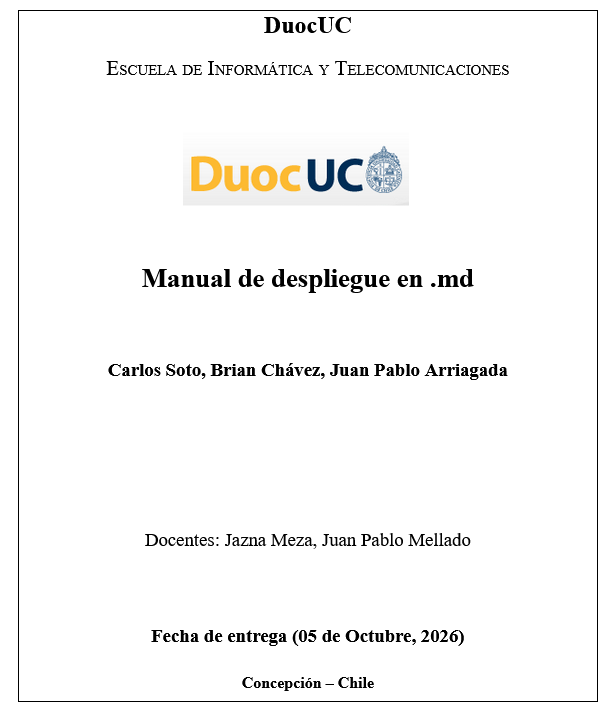 DuocUC
ESCUELA DE INFORMÁTICA Y TELECOMUNICACIONES
DuocUC
Manual de despliegue en .md
Carlos Soto, Brian Chávez, Juan Pablo Arriagada
Docentes: Jazna Meza, Juan Pablo Mellado
Fecha de entrega (05 de Octubre, 2026)
Concepción – Chile